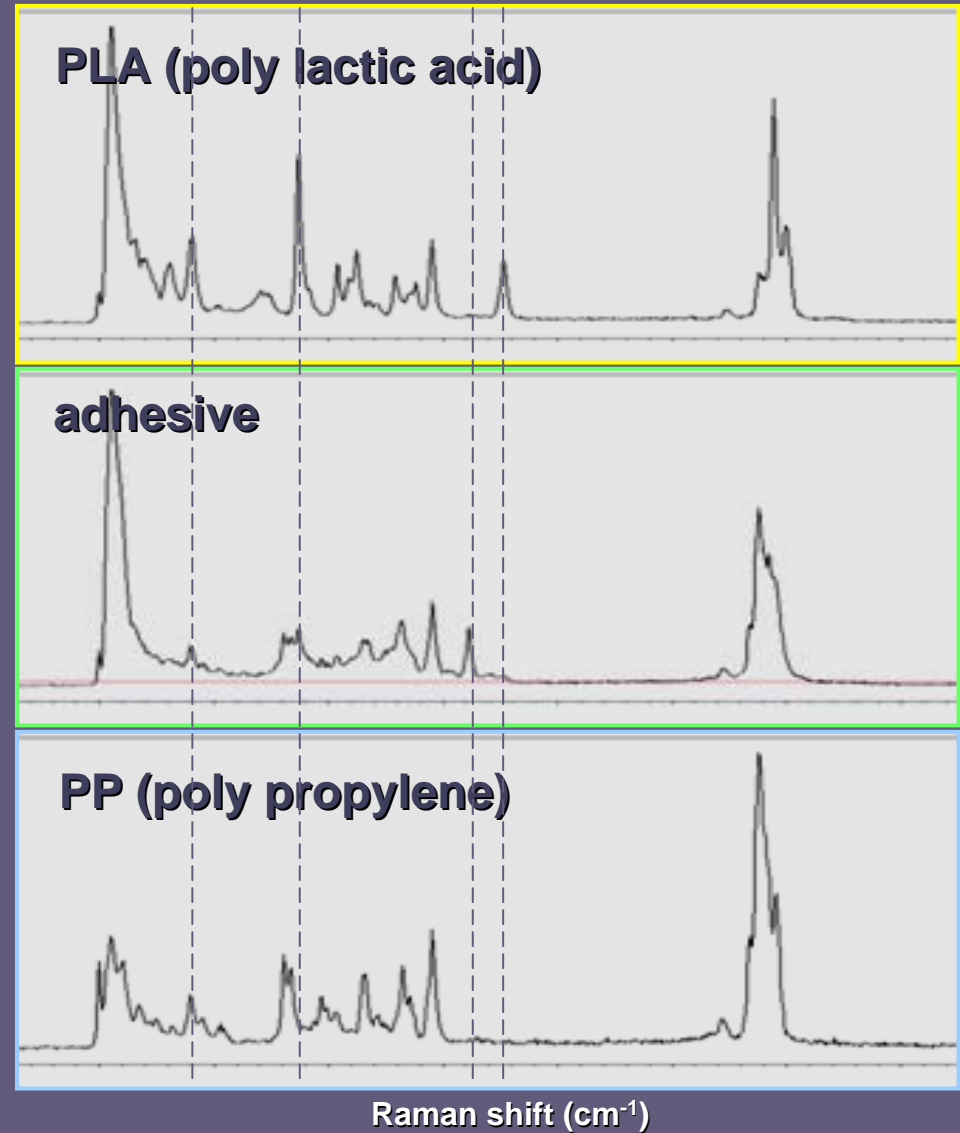 PLA (poly lactic acid)
adhesive
PP (poly propylene)
Raman shift (cm-1)